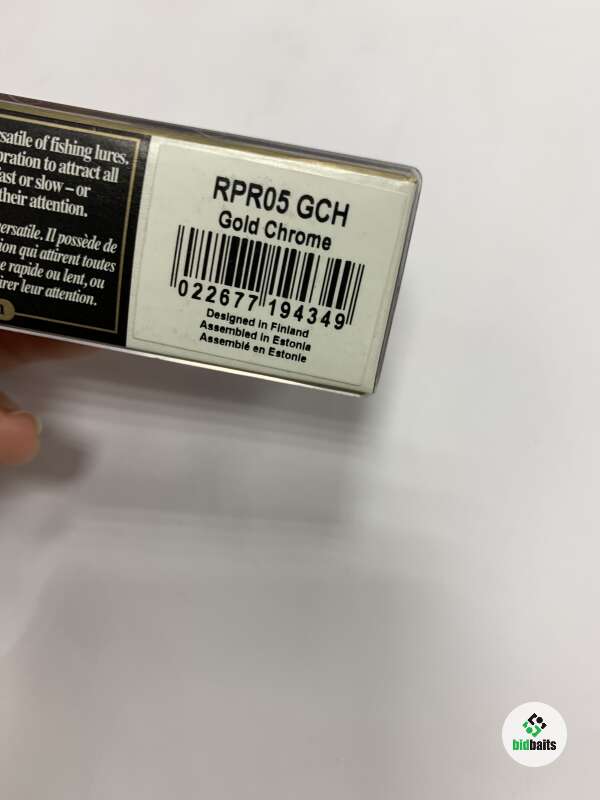 satile of fishing lures.
oration to attract all
ast or slow – or
their attention.
ersatile. Il possède de
ion qui attirent toutes
e rapide ou lent, ou
irer leur attention.
RPR05 GCH
Gold Chrome
022677 194349
Designed in Finland
Assembled in Estonia
Assemblé en Estonie
bidbaits